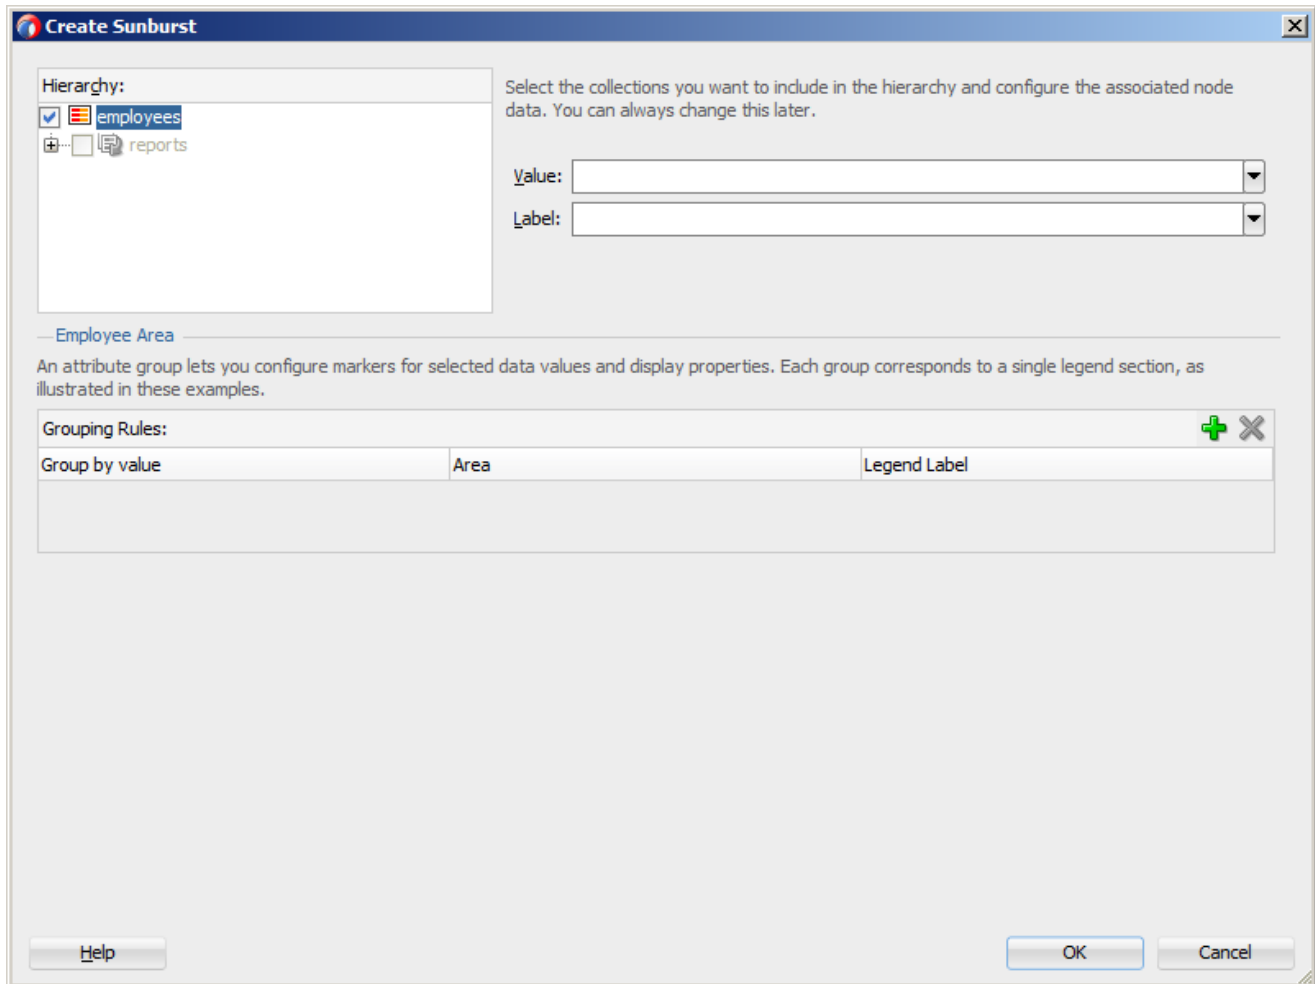 Create Sunburst
Hierarchy:
employees
reports
Select the collections you want to include in the hierarchy and configure the associated node
data. You can always change this later.
Value:
Label:
Employee Area
An attribute group lets you configure markers for selected data values and display properties. Each group corresponds to a single legend section, as
illustrated in these examples.
Grouping Rules:
Group by value Area Legend Label
Help OK Cancel